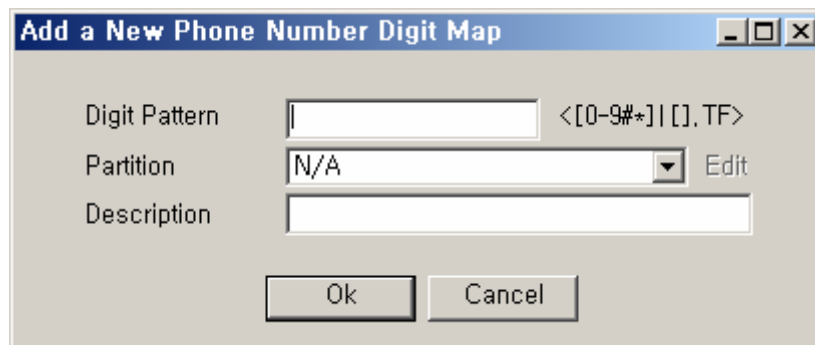 Add a New Phone Number Digit Map
Digit Pattern <[0-9#*]|[],TF>
Partition N/A Edit
Description
Ok Cancel